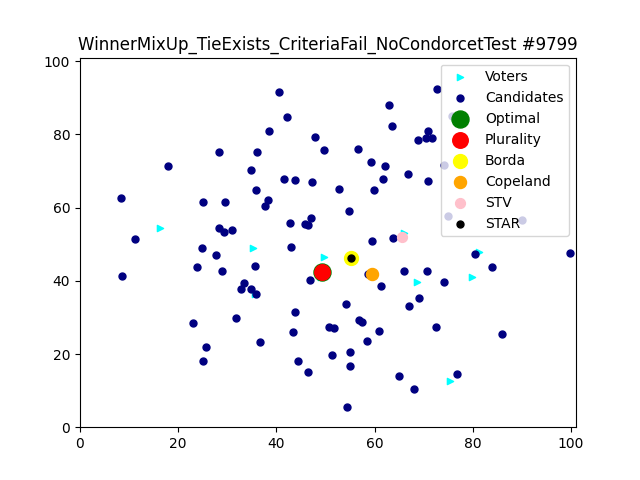 WinnerMixUp_TieExists_CriteriaFail_NoCondorcetTest #9799
100
80
60
40
20
0
0 20 40 60 80 100
Voters
Candidates
Optimal
Plurality
Borda
Copeland
STV
STAR